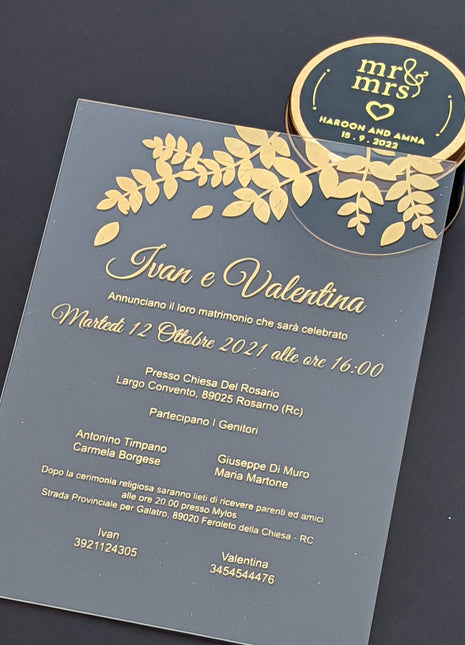 mr&
mrs
HAROON AND AMNA
15 . 9 . 2022
Ivan e Valentina
Annunciano il loro matrimonio che sarà celebrato
Martedì 12 Ottobre 2021 alle ore 16:00
Presso Chiesa Del Rosario
Largo Convento, 89025 Rosarno (Rc)
Partecipano I Genitori
Antonino Timpano
Carmela Borgese
Giuseppe Di Muro
Maria Martone
Dopo la cerimonia religiosa saranno lieti di ricevere parenti ed amici
alle ore 20.00 presso Mylos
Strada Provinciale per Galatro, 89020 Feroleto della Chiesa - RC
Ivan
3921124305
Valentina
3454544476